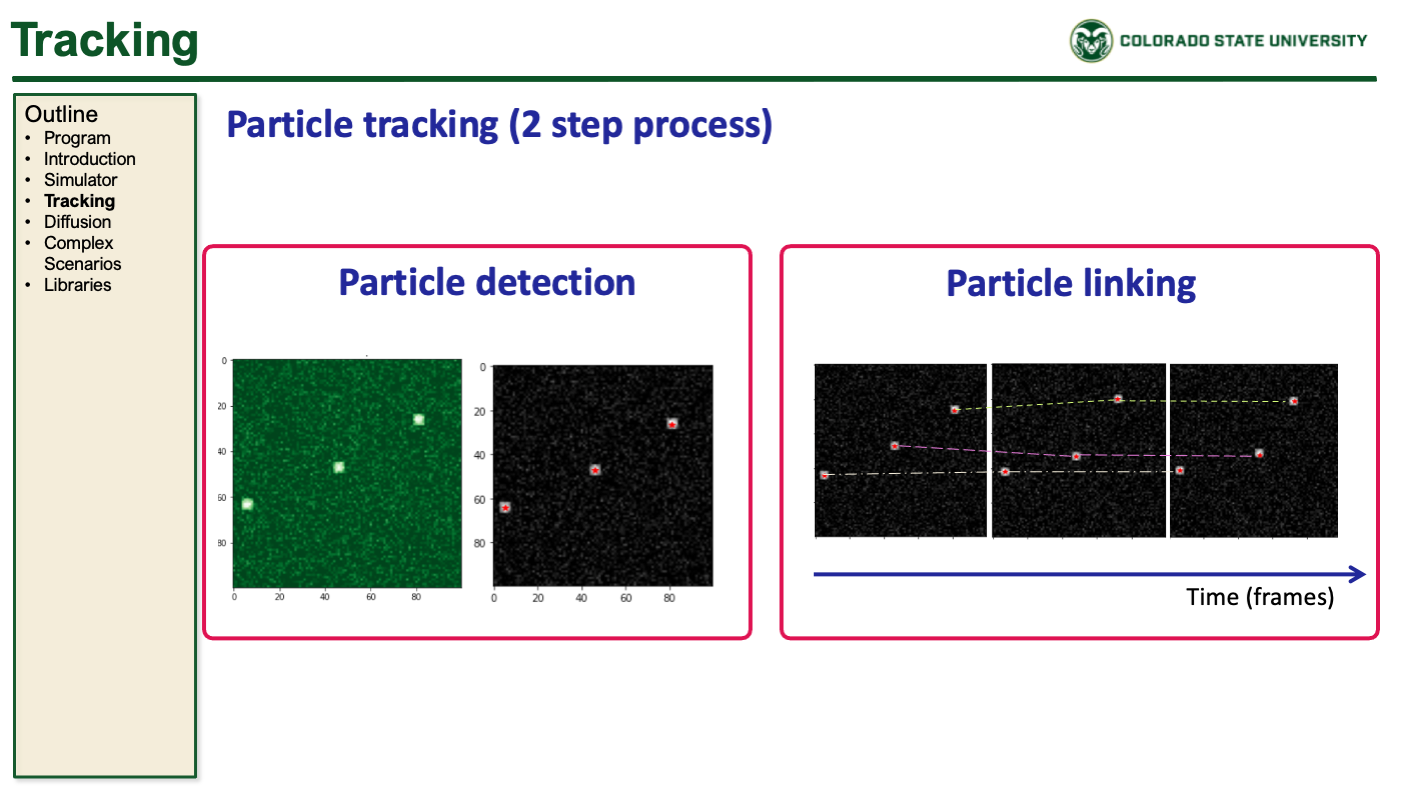 Tracking
COLORADO STATE UNIVERSITY
Outline
• Program
• Introduction
• Simulator
• Tracking
• Diffusion
• Complex
Scenarios
• Libraries
Particle tracking (2 step process)
Particle detection
0
20
40
60
80
0 20 40 60 80
0
20
40
60
80
0 20 40 60 80
Particle linking
Time (frames)